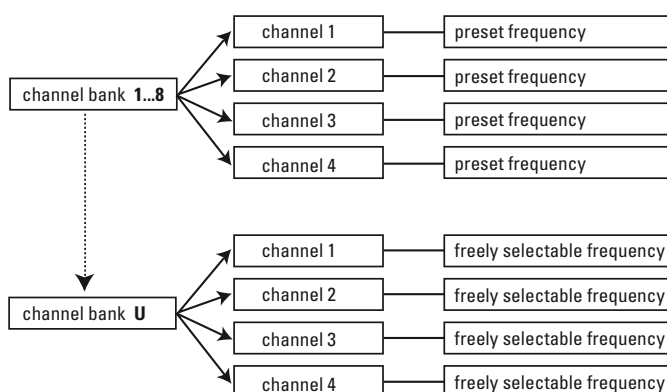 channel 1 preset frequency
channel 2 preset frequency
channel bank 1...8
channel 3 preset frequency
channel 4 preset frequency
channel 1 freely selectable frequency
channel 2 freely selectable frequency
channel bank U
channel 3 freely selectable frequency
channel 4 freely selectable frequency